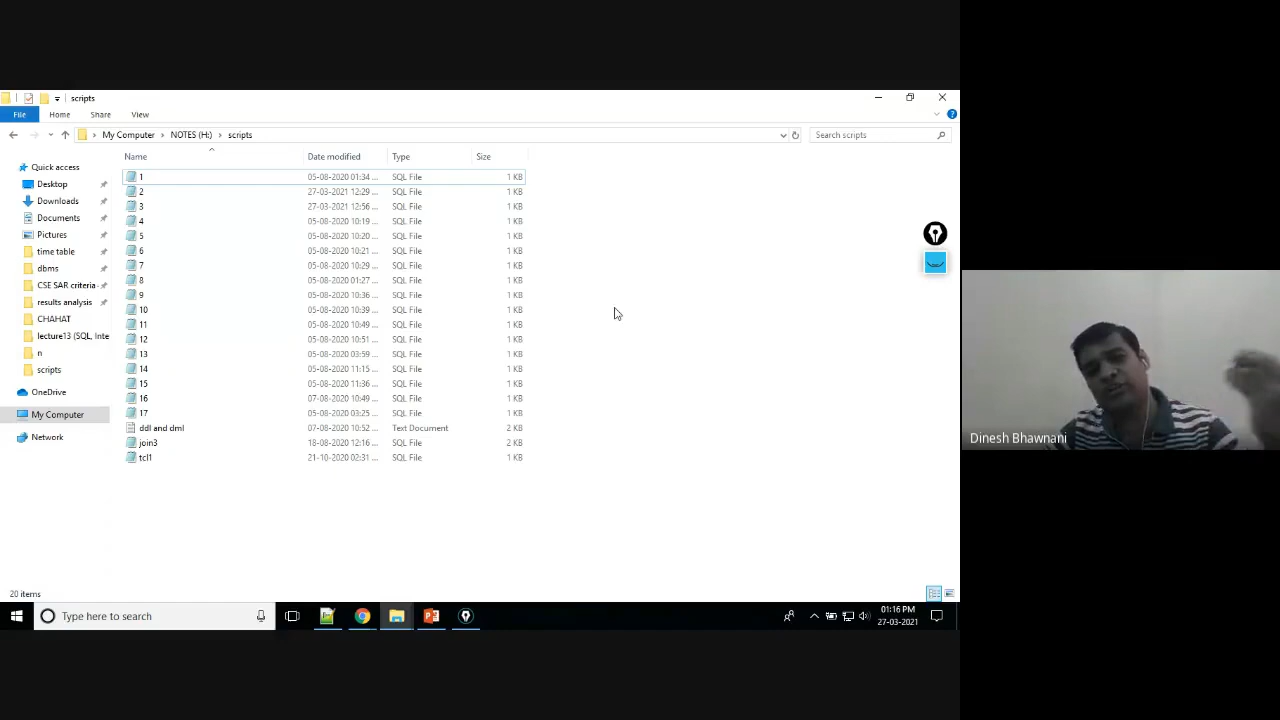 scripts
File Home Share View
My Computer NOTES (H:) scripts
Search scripts
Name Date modified Type Size
Quick access
Desktop
Downloads
Documents
Pictures
time table
dbms
CSE SAR criteria
results analysis
CHAHAT
lecture13 (SQL, Inte
n
scripts
OneDrive
My Computer
Network
1 05-08-2020 01:34 ... SQL File 1 KB
2 27-03-2021 12:29 ... SQL File 1 KB
3 27-03-2021 12:56 ... SQL File 1 KB
4 05-08-2020 10:19 ... SQL File 1 KB
5 05-08-2020 10:20 ... SQL File 1 KB
6 05-08-2020 10:21 ... SQL File 1 KB
7 05-08-2020 10:29 ... SQL File 1 KB
8 05-08-2020 01:27 ... SQL File 1 KB
9 05-08-2020 10:36 ... SQL File 1 KB
10 05-08-2020 10:39 ... SQL File 1 KB
11 05-08-2020 10:49 ... SQL File 1 KB
12 05-08-2020 10:51 ... SQL File 1 KB
13 05-08-2020 03:59 ... SQL File 1 KB
14 05-08-2020 11:15 ... SQL File 1 KB
15 05-08-2020 11:36 ... SQL File 1 KB
16 07-08-2020 10:49 ... SQL File 1 KB
17 05-08-2020 03:25 ... SQL File 1 KB
ddl and dml 07-08-2020 10:52 ... Text Document 2 KB
join3 18-08-2020 12:16 ... SQL File 2 KB
tcl1 21-10-2020 02:31 ... SQL File 1 KB
Dinesh Bhawnani
20 items
Type here to search
01:16 PM
27-03-2021